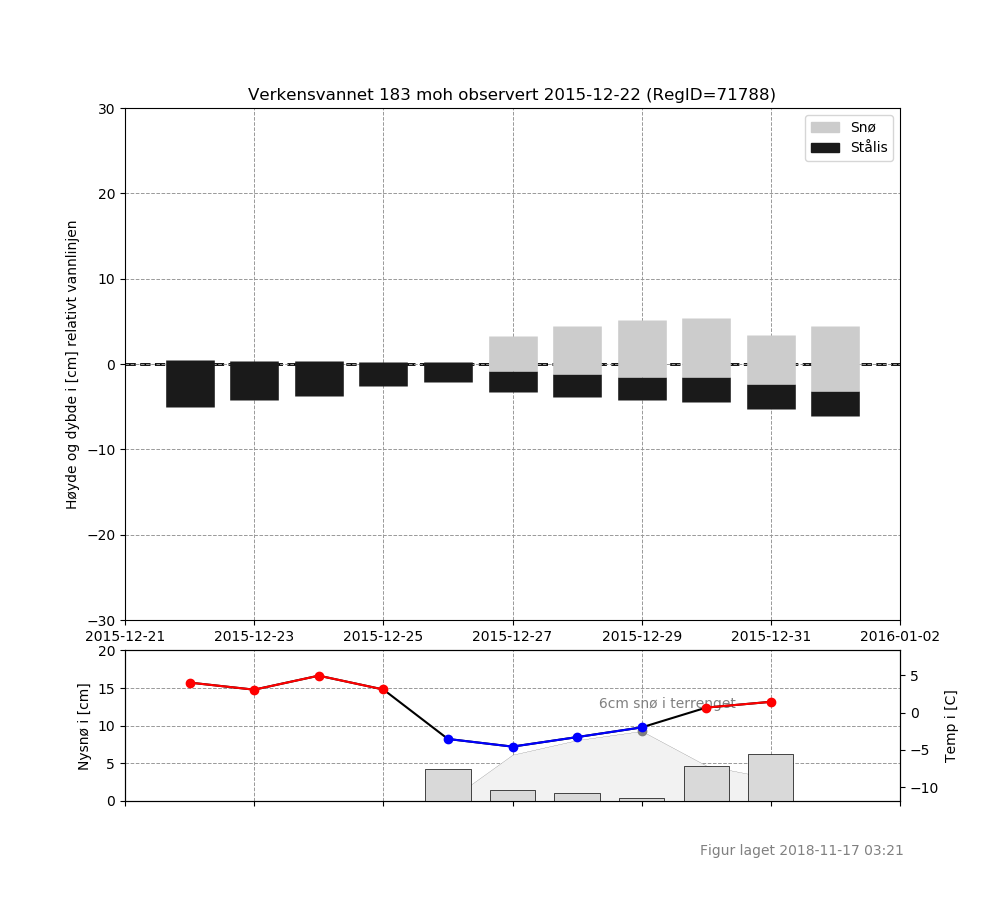 Verkensvannet 183 moh observert 2015-12-22 (RegID=71788)
Snø
Stålis
Høyde og dybde i [cm] relativt vannlinjen
30
20
10
0
−10
−20
−30
2015-12-21 2015-12-23 2015-12-25 2015-12-27 2015-12-29 2015-12-31 2016-01-02
Nysnø i [cm]
20
15
10
5
0
6cm snø i terrenget
5
0
−5
−10
Temp i [C]
Figur laget 2018-11-17 03:21